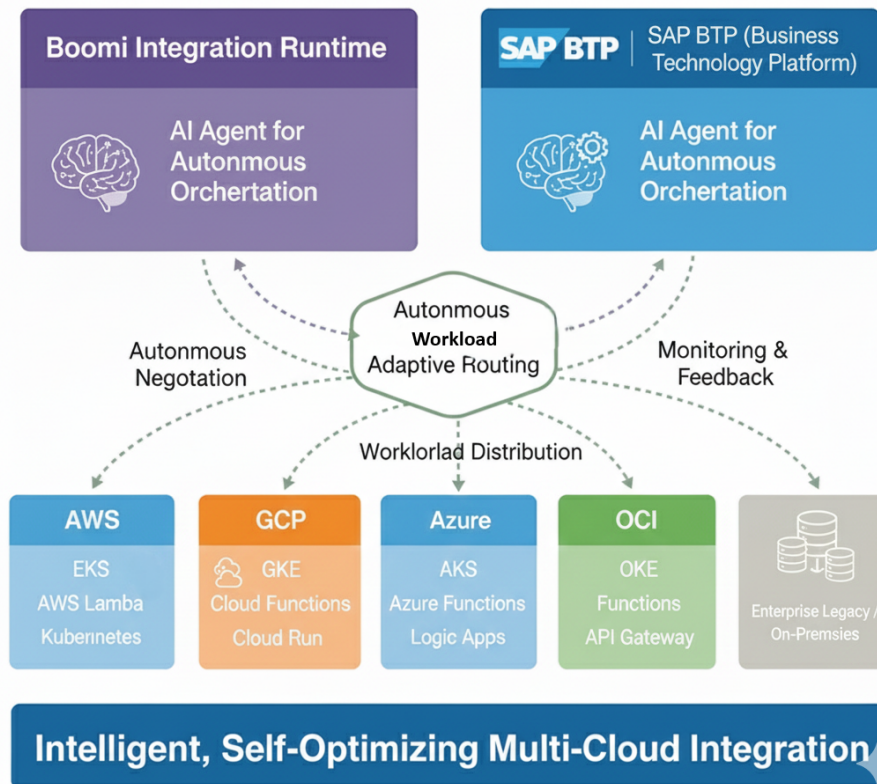 Boomi Integration Runtime
AI Agent for
Autonmous
Orchertation
SAP BTP
SAP BTP (Business
Technology Platform)
AI Agent for
Autonmous
Orchertation
Autonmous
Workload
Adaptive Routing
Autonmous
Negotation
Monitoring &
Feedback
Worklorlad Distribution
AWS
EKS
AWS Lamba
Kubernnetes
GCP
GKE
Cloud Functions
Cloud Run
Azure
AKS
Azure Functions
Logic Apps
OCI
OKE
Functions
API Gateway
Enterprise Legacy /
On-Premsies
Intelligent, Self-Optimizing Multi-Cloud Integration